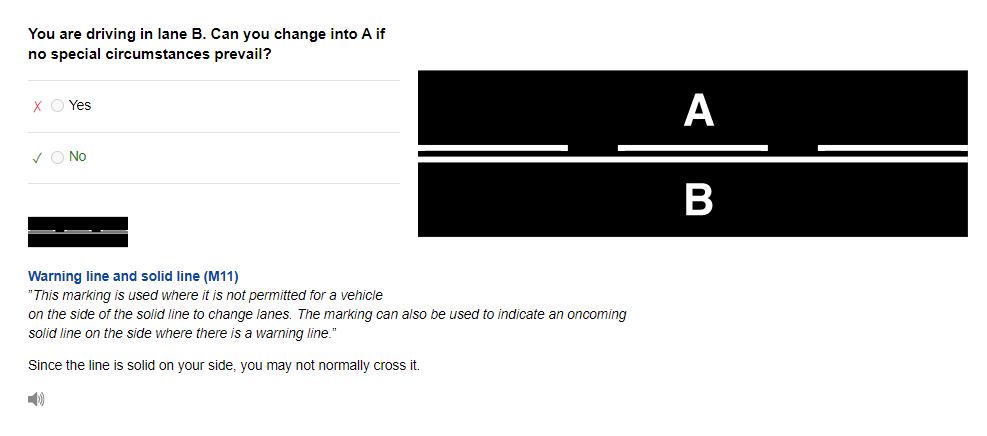 You are driving in lane B. Can you change into A if
no special circumstances prevail?
✗ Yes
✓ No
A
B
Warning line and solid line (M11)
"This marking is used where it is not permitted for a vehicle
on the side of the solid line to change lanes. The marking can also be used to indicate an oncoming
solid line on the side where there is a warning line."
Since the line is solid on your side, you may not normally cross it.